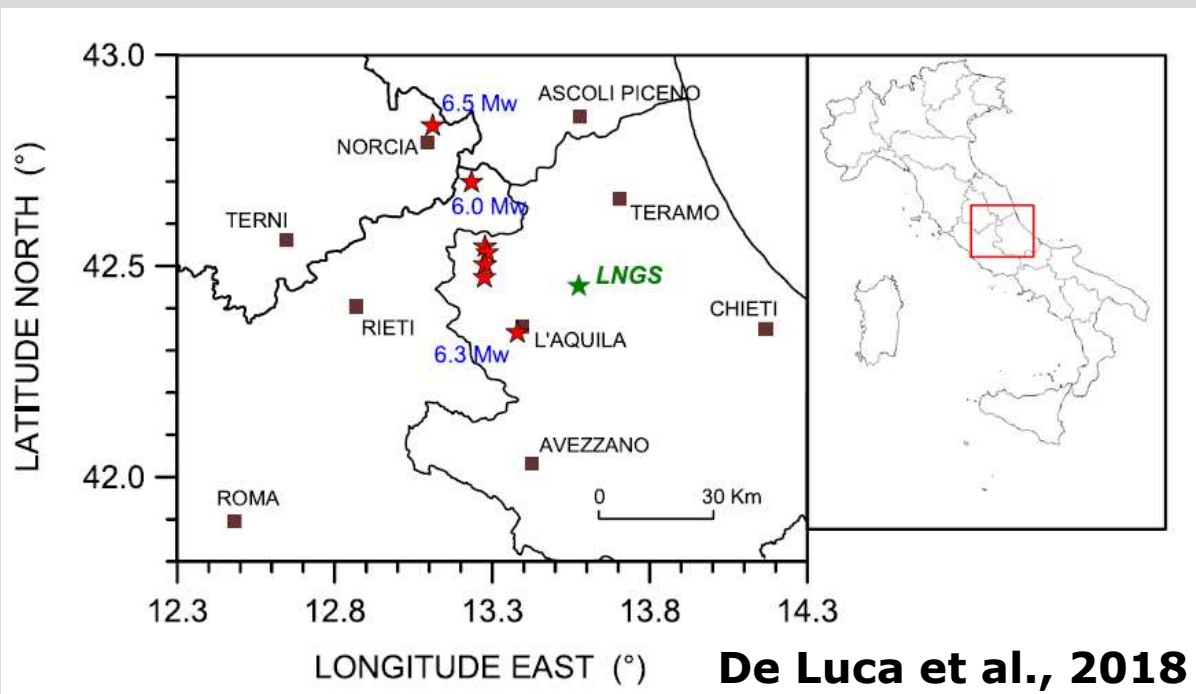 43.0
42.5
42.0
LATITUDE NORTH (°)
6.5 Mw
ASCOLI PICENO
NORCIA
6.0 Mw
TERAMO
TERNI
LNGS
RIETI
CHIETI
L'AQUILA
6.3 Mw
AVEZZANO
ROMA
0 30 Km
12.3 12.8 13.3 13.8 14.3
LONGITUDE EAST (°)
De Luca et al., 2018